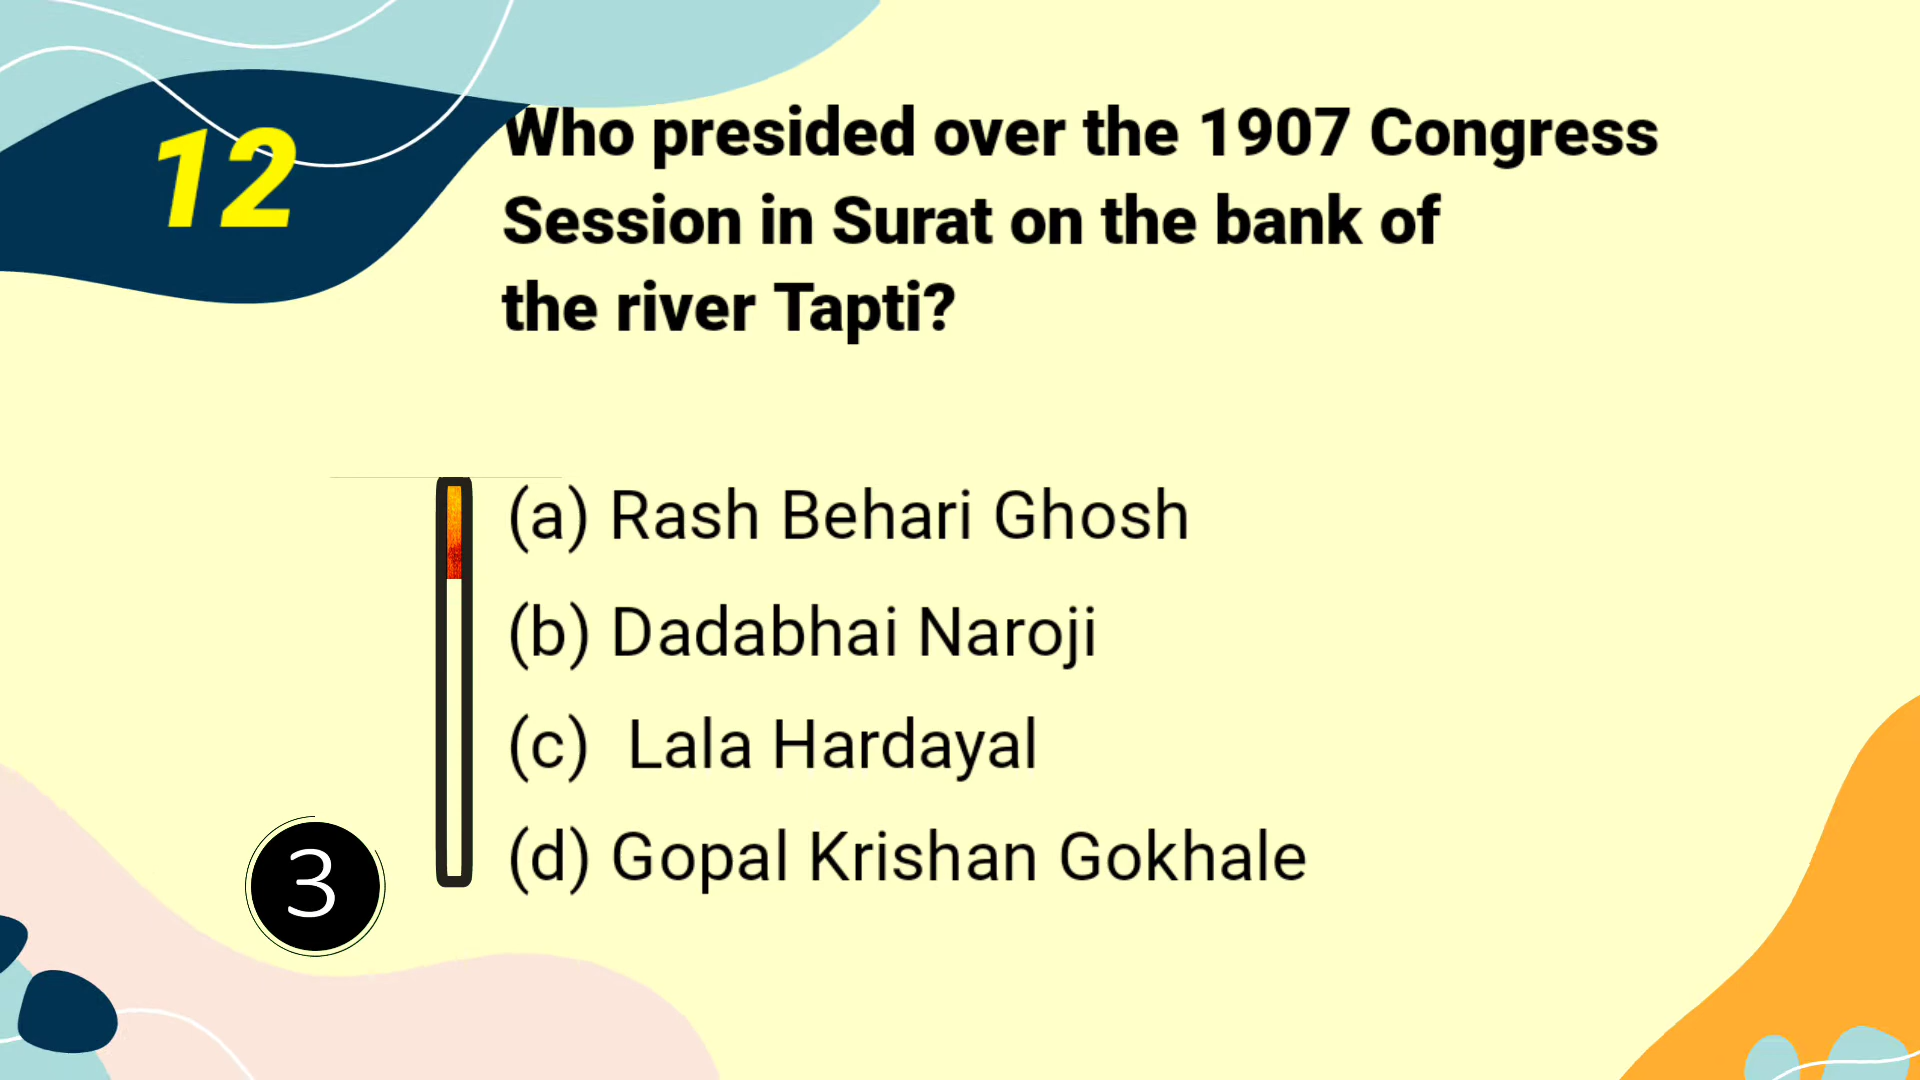 12
Who presided over the 1907 Congress
Session in Surat on the bank of
the river Tapti?
(a) Rash Behari Ghosh
(b) Dadabhai Naroji
(c) Lala Hardayal
(d) Gopal Krishan Gokhale
3